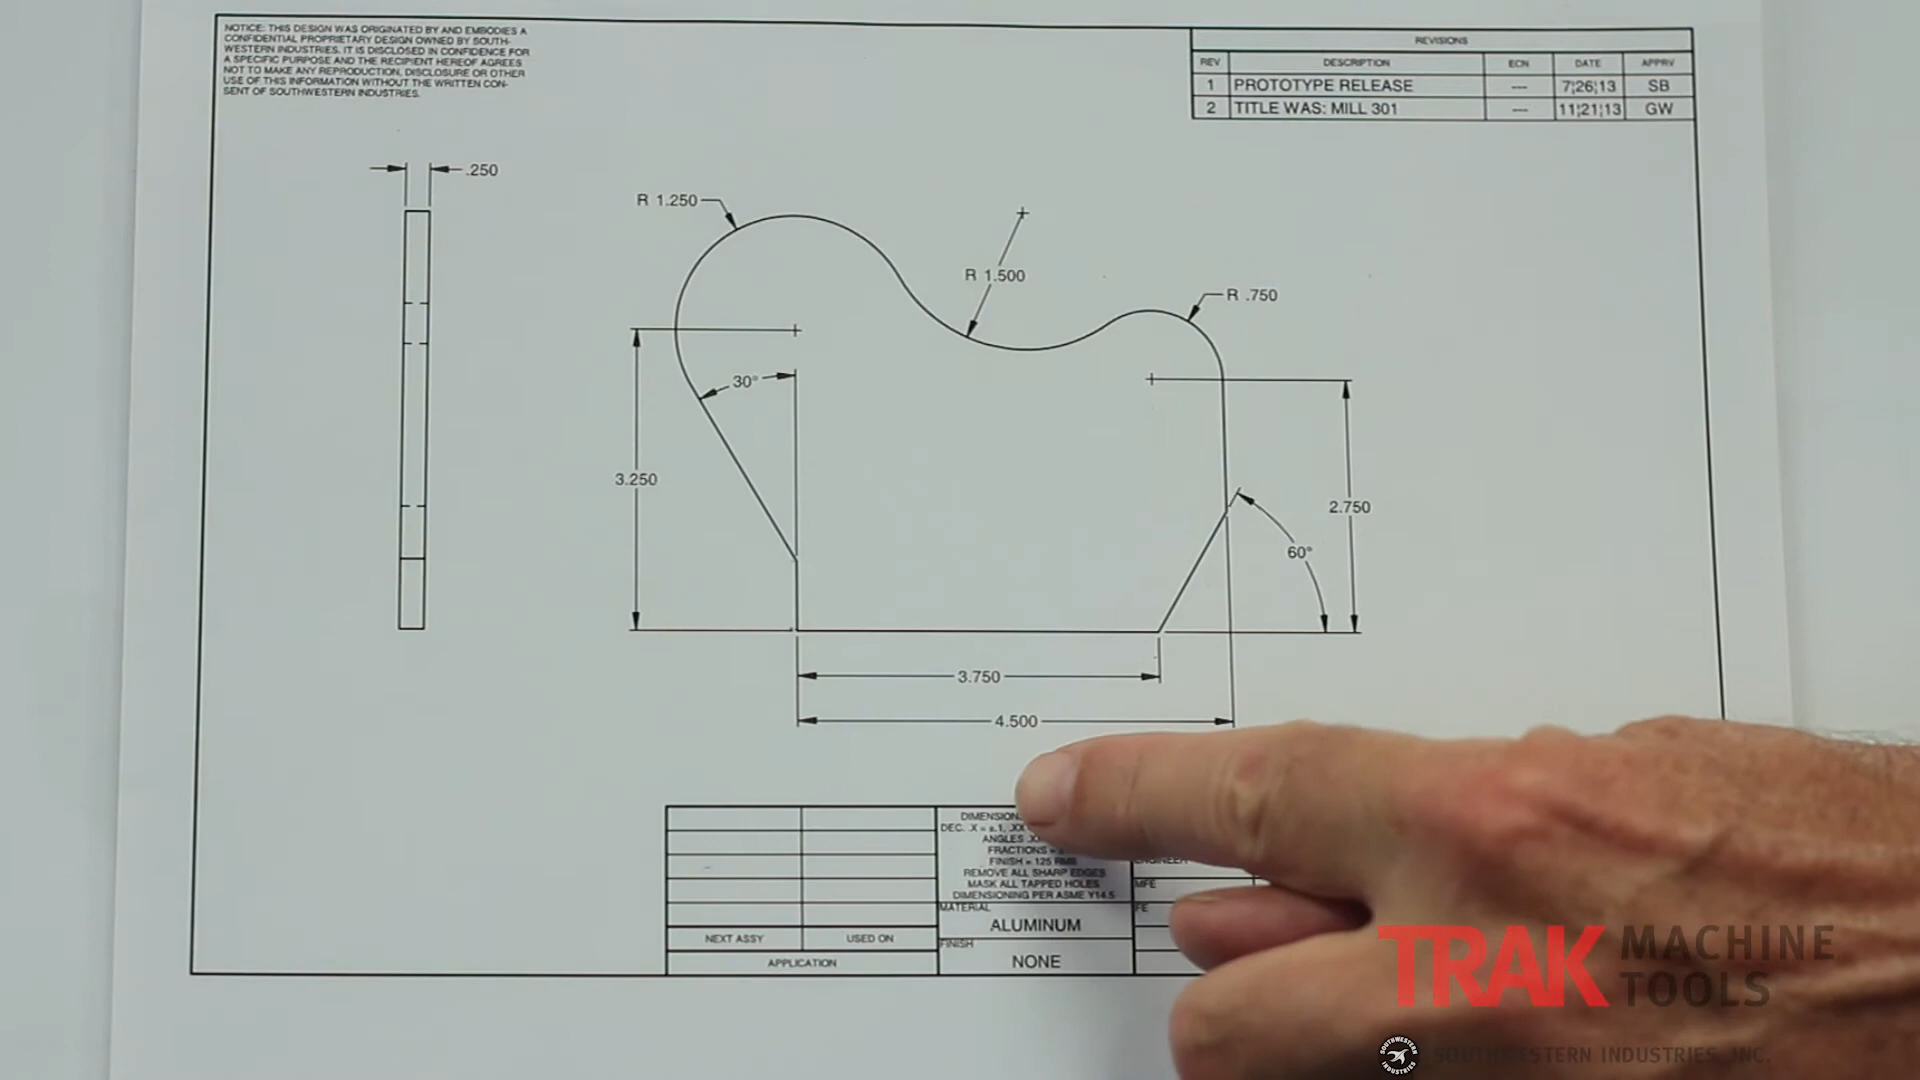 NOTICE: THIS DESIGN WAS ORIGINATED BY AND EMBODIES A
CONFIDENTIAL PROPRIETARY DESIGN OWNED BY SOUTH-
WESTERN INDUSTRIES. IT IS DISCLOSED IN CONFIDENCE FOR
A SPECIFIC PURPOSE AND THE RECIPIENT HEREOF AGREES
NOT TO MAKE ANY REPRODUCTION, DISCLOSURE OR OTHER
USE OF THIS INFORMATION WITHOUT THE WRITTEN CON-
SENT OF SOUTHWESTERN INDUSTRIES.
REVISIONS
REV DESCRIPTION ECN DATE APPRV
1 PROTOTYPE RELEASE --- 7¦26¦13 SB
2 TITLE WAS: MILL 301 --- 11¦21¦13 GW
.250
R 1.250
R 1.500
R .750
30°
3.250
2.750
60°
3.750
4.500
DIMENSION
DEC. .X = ±.1, .XX
ANGLES
FRACTIONS =
FINISH = 125 RMS
REMOVE ALL SHARP EDGES
MASK ALL TAPPED HOLES
DIMENSIONING PER ASME Y14.5
ENGINEER
MFE
FE
MATERIAL
ALUMINUM
FINISH
NONE
NEXT ASSY USED ON
APPLICATION
TRAK MACHINE
TOOLS
SOUTHWESTERN INDUSTRIES
SOUTHWESTERN INDUSTRIES, INC.